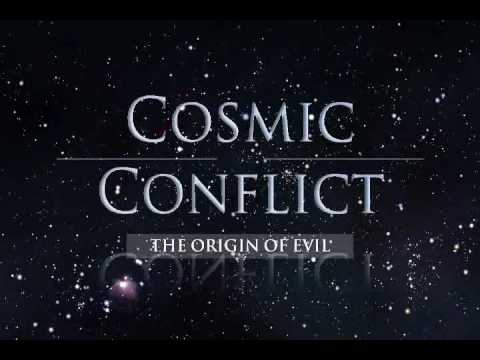 COSMIC
CONFLICT
THE ORIGIN OF EVIL